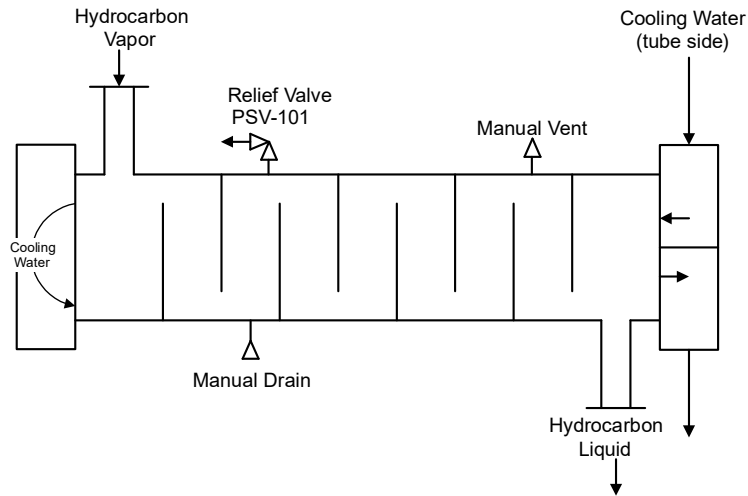 Hydrocarbon
Vapor
Cooling Water
(tube side)
Relief Valve
PSV-101
Manual Vent
Cooling
Water
Manual Drain
Hydrocarbon
Liquid